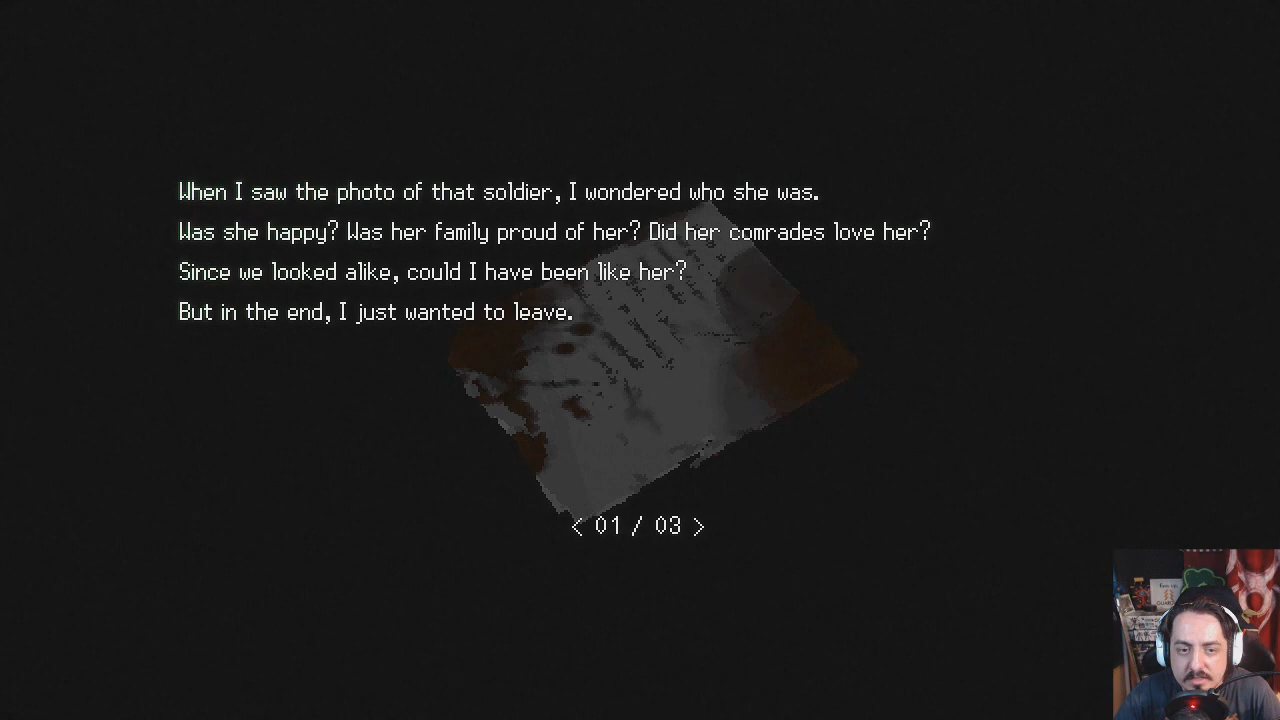 When I saw the photo of that soldier, I wondered who she was.
Was she happy? Was her family proud of her? Did her comrades love her?
Since we looked alike, could I have been like her?
But in the end, I just wanted to leave.
< 01 / 03 >